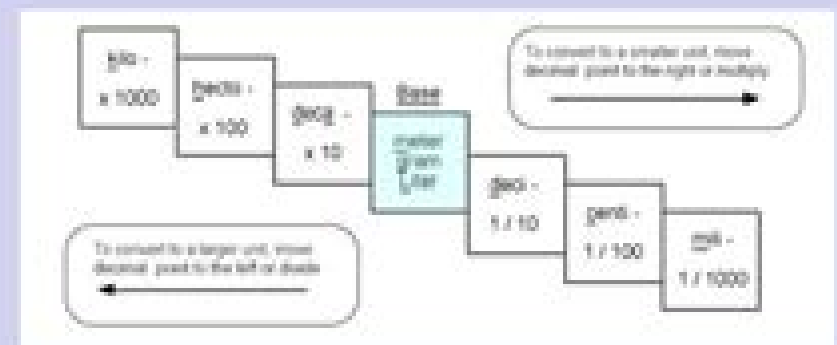 kilo -
x 1000
hecto -
x 100
deca -
x 10
Base
meter
gram
Liter
deci -
1 / 10
centi -
1 / 100
milli -
1 / 1000
To convert to a smaller unit, move
decimal point to the right or multiply
To convert to a larger unit, move
decimal point to the left or divide